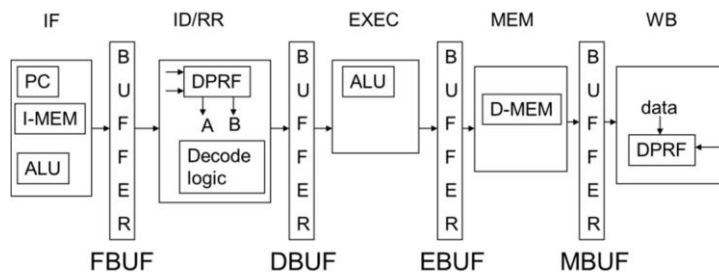 IF
ID/RR
EXEC
MEM
WB
PC
I-MEM
ALU
BUFFER
DPRF
A B
Decode
logic
BUFFER
ALU
BUFFER
D-MEM
BUFFER
data
DPRF
FBUF
DBUF
EBUF
MBUF